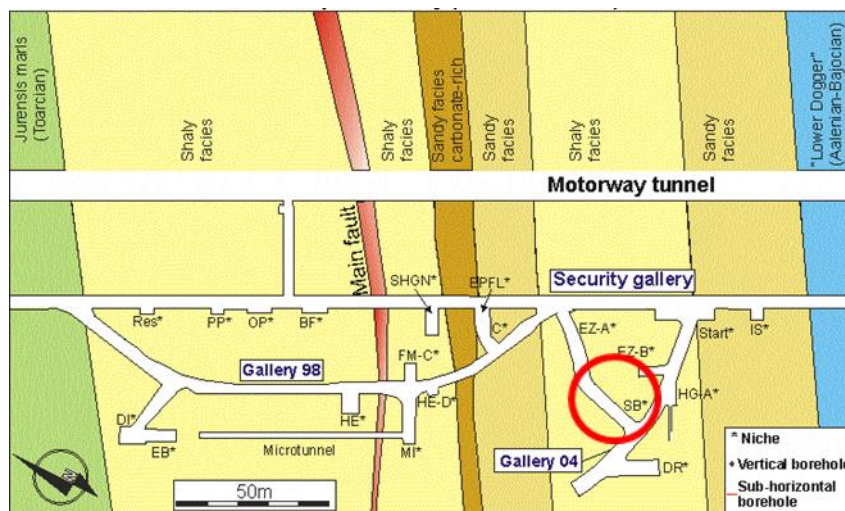 Jurensis marls
(Toarcian)
Shaly
facies
Main fault
Shaly
facies
Sandy facies
carbonate-rich
Sandy
facies
Shaly
facies
Sandy
facies
"Lower Dogger"
(Aalenian-Bajocian)
Motorway tunnel
Security gallery
SHGN*
EPFL*
C*
EZ-A*
Res*
PP*
OP*
BF*
Start*
IS*
EZ-B*
Gallery 98
FM-C*
HE-D*
SB*
HG-A*
DI*
EB*
HE*
Microtunnel
MI*
Gallery 04
DR*
50m
* Niche
Vertical borehole
Sub-horizontal
borehole